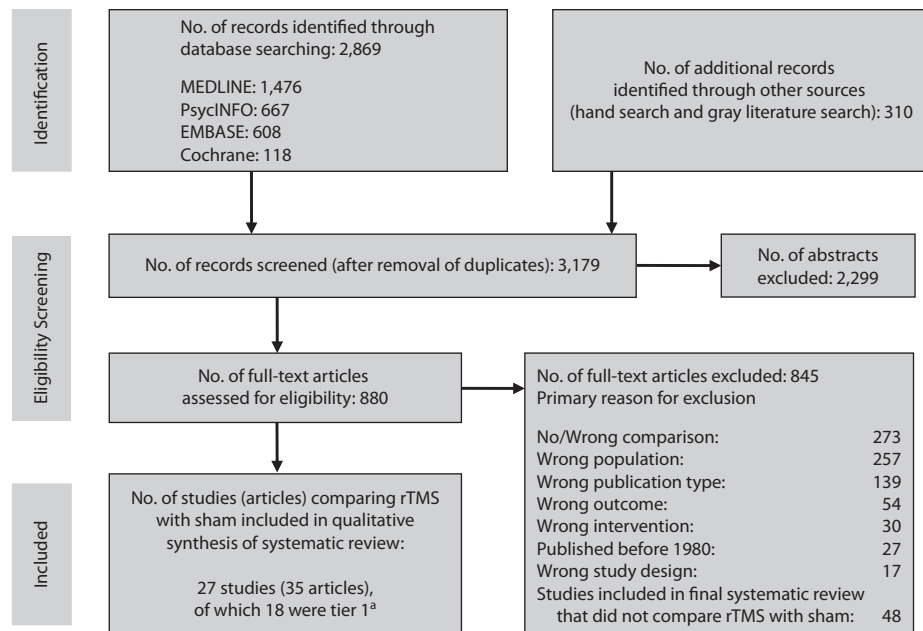 Identification
No. of records identified through
database searching: 2,869
MEDLINE: 1,476
PsycINFO: 667
EMBASE: 608
Cochrane: 118
No. of additional records
identified through other sources
(hand search and gray literature search): 310
Eligibility Screening
No. of records screened (after removal of duplicates): 3,179
No. of abstracts
excluded: 2,299
No. of full-text articles
assessed for eligibility: 880
No. of full-text articles excluded: 845
Primary reason for exclusion
No/Wrong comparison: 273
Wrong population: 257
Wrong publication type: 139
Wrong outcome: 54
Wrong intervention: 30
Published before 1980: 27
Wrong study design: 17
Studies included in final systematic review
that did not compare rTMS with sham: 48
Included
No. of studies (articles) comparing rTMS
with sham included in qualitative
synthesis of systematic review:
27 studies (35 articles),
of which 18 were tier 1a